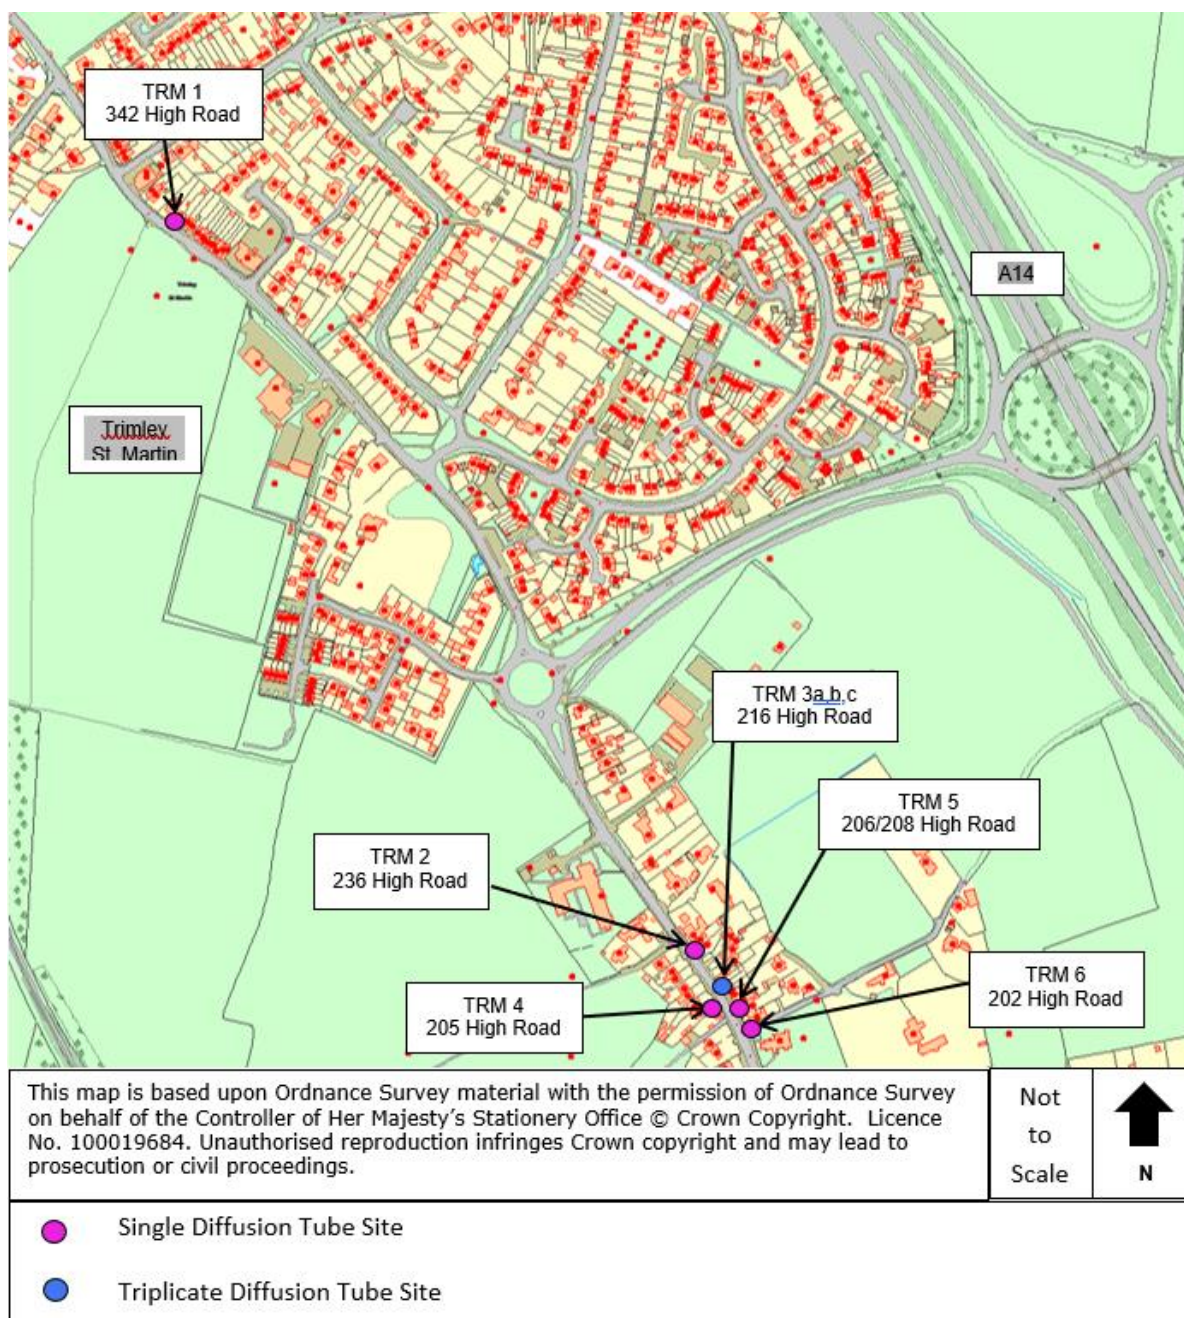 TRM 1
342 High Road
A14
Trimley
St. Martin
TRM 3a,b,c
216 High Road
TRM 5
206/208 High Road
TRM 2
236 High Road
TRM 6
202 High Road
TRM 4
205 High Road
This map is based upon Ordnance Survey material with the permission of Ordnance Survey
on behalf of the Controller of Her Majesty's Stationery Office © Crown Copyright. Licence
No. 100019684. Unauthorised reproduction infringes Crown copyright and may lead to
prosecution or civil proceedings.
Not
to
Scale
N
Single Diffusion Tube Site
Triplicate Diffusion Tube Site